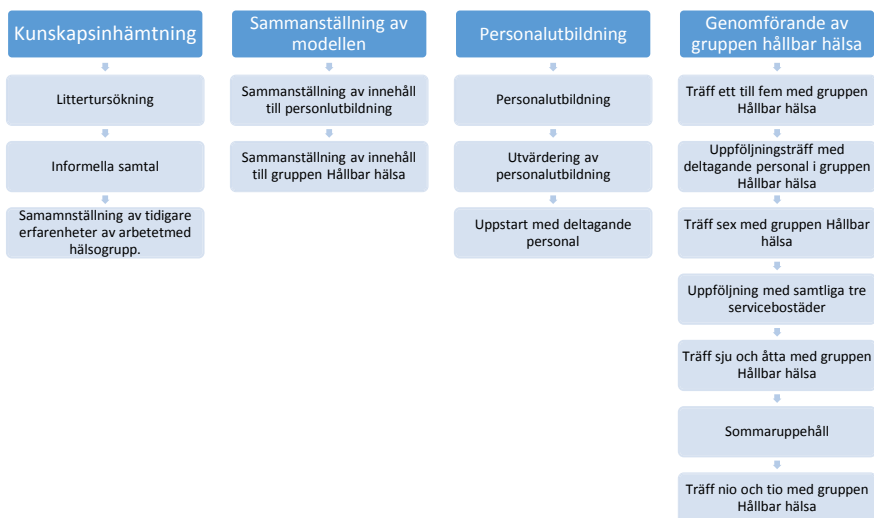 Kunskapsinhämtning
Littertursökning
Informella samtal
Samamnställning av tidigare
erfarenheter av arbetetmed
hälsogrupp.
Sammanställning av
modellen
Sammanställning av innehåll
till personlutbildning
Sammanställning av innehåll
till gruppen Hållbar hälsa
Personalutbildning
Personalutbildning
Utvärdering av
personalutbildning
Uppstart med deltagande
personal
Genomförande av
gruppen hållbar hälsa
Träff ett till fem med gruppen
Hållbar hälsa
Uppföljningsträff med
deltagande personal i gruppen
Hållbar hälsa
Träff sex med gruppen Hållbar
hälsa
Uppföljning med samtliga tre
servicebostäder
Träff sju och åtta med gruppen
Hållbar hälsa
Sommaruppehåll
Träff nio och tio med gruppen
Hållbar hälsa